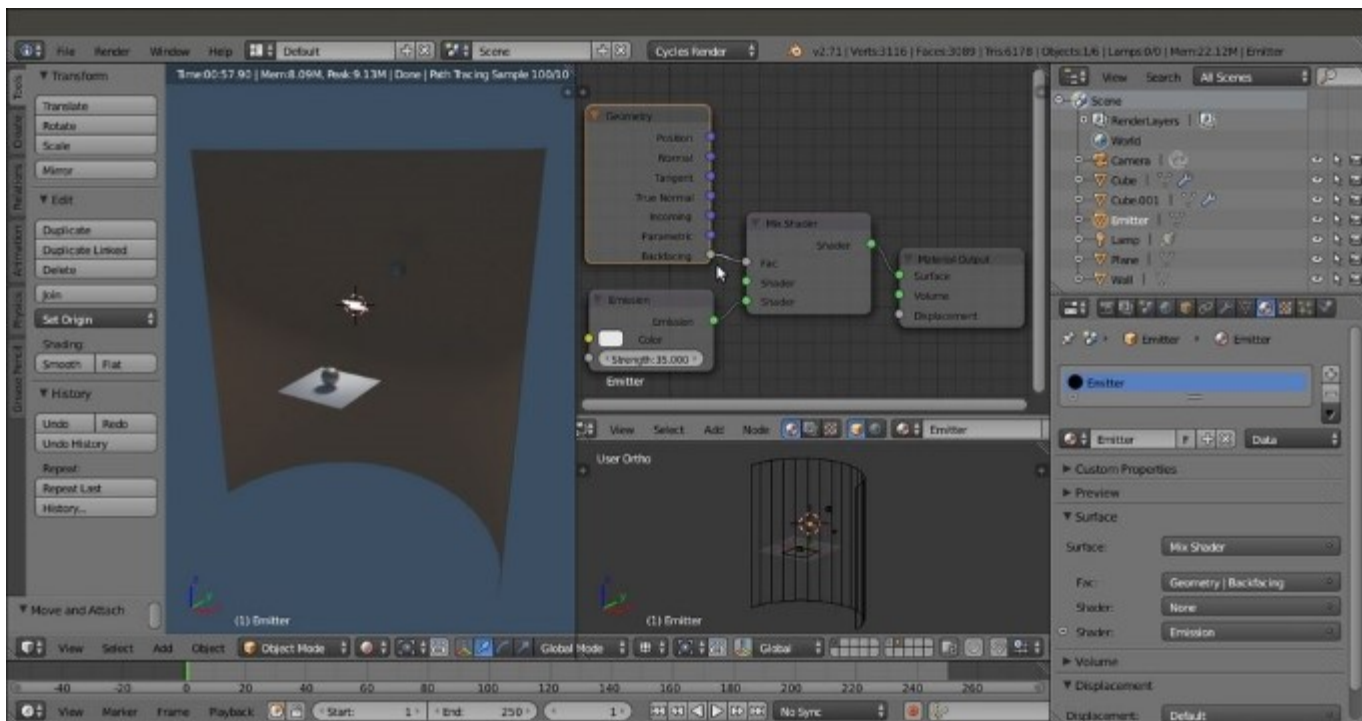 File Render Window Help Default Scene Cycles Render v2.71 | Verts:3116 | Faces:3089 | Tris:6178 | Objects:1/6 | Lamps:0/0 | Mem:22.12M | Emitter
Tools
Create
Relations
Animation
Physics
Grease Pencil
Transform
Translate
Rotate
Scale
Mirror
Edit
Duplicate
Duplicate Linked
Delete
Join
Set Origin
Shading:
Smooth Flat
History
Undo Redo
Undo History
Repeat:
Repeat Last
History...
Move and Attach
Time:00:57.90 | Mem:8.09M, Peak:9.13M | Done | Path Tracing Sample 100/10
(1) Emitter
View Select Add Object Object Mode Global
Geometry
Position
Normal
Tangent
True Normal
Incoming
Parametric
Backfacing
Emission
Emission
Color
Strength:35.000
Emitter
Mix Shader
Shader
Fac
Shader
Shader
Material Output
Surface
Volume
Displacement
View Select Add Node Emitter
User Ortho
(1) Emitter
Mode Global
View Search All Scenes
Scene
RenderLayers
World
Camera
Cube
Cube.001
Emitter
Lamp
Plane
Wall
Emitter Emitter
Emitter
Emitter F Data
Custom Properties
Preview
Surface
Surface: Mix Shader
Fac: Geometry | Backfacing
Shader: None
Shader: Emission
Volume
Displacement
Displacement: Default
-40 -20 0 20 40 60 80 100 120 140 160 180 200 220 240 260
View Marker Frame Playback Start: 1 End: 250 1 No Sync